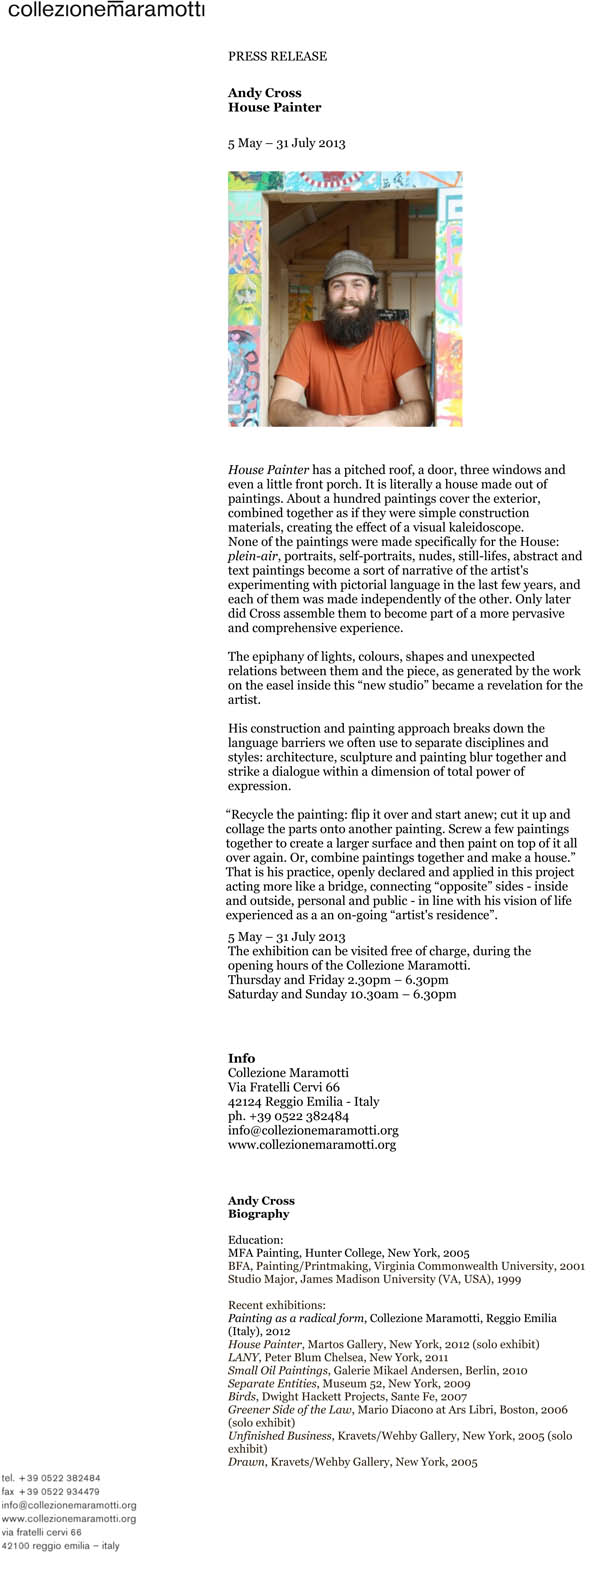 collezionemaramotti
PRESS RELEASE
Andy Cross
House Painter
5 May – 31 July 2013
House Painter has a pitched roof, a door, three windows and
even a little front porch. It is literally a house made out of
paintings. About a hundred paintings cover the exterior,
combined together as if they were simple construction
materials, creating the effect of a visual kaleidoscope.
None of the paintings were made specifically for the House:
plein-air, portraits, self-portraits, nudes, still-lifes, abstract and
text paintings become a sort of narrative of the artist's
experimenting with pictorial language in the last few years, and
each of them was made independently of the other. Only later
did Cross assemble them to become part of a more pervasive
and comprehensive experience.
The epiphany of lights, colours, shapes and unexpected
relations between them and the piece, as generated by the work
on the easel inside this “new studio” became a revelation for the
artist.
His construction and painting approach breaks down the
language barriers we often use to separate disciplines and
styles: architecture, sculpture and painting blur together and
strike a dialogue within a dimension of total power of
expression.
“Recycle the painting: flip it over and start anew; cut it up and
collage the parts onto another painting. Screw a few paintings
together to create a larger surface and then paint on top of it all
over again. Or, combine paintings together and make a house.”
That is his practice, openly declared and applied in this project
acting more like a bridge, connecting “opposite” sides - inside
and outside, personal and public - in line with his vision of life
experienced as a an on-going “artist's residence”.
5 May – 31 July 2013
The exhibition can be visited free of charge, during the
opening hours of the Collezione Maramotti.
Thursday and Friday 2.30pm – 6.30pm
Saturday and Sunday 10.30am – 6.30pm
Info
Collezione Maramotti
Via Fratelli Cervi 66
42124 Reggio Emilia - Italy
ph. +39 0522 382484
info@collezionemaramotti.org
www.collezionemaramotti.org
Andy Cross
Biography
Education:
MFA Painting, Hunter College, New York, 2005
BFA, Painting/Printmaking, Virginia Commonwealth University, 2001
Studio Major, James Madison University (VA, USA), 1999
Recent exhibitions:
Painting as a radical form, Collezione Maramotti, Reggio Emilia
(Italy), 2012
House Painter, Martos Gallery, New York, 2012 (solo exhibit)
LANY, Peter Blum Chelsea, New York, 2011
Small Oil Paintings, Galerie Mikael Andersen, Berlin, 2010
Separate Entities, Museum 52, New York, 2009
Birds, Dwight Hackett Projects, Sante Fe, 2007
Greener Side of the Law, Mario Diacono at Ars Libri, Boston, 2006
(solo exhibit)
Unfinished Business, Kravets/Wehby Gallery, New York, 2005 (solo
exhibit)
Drawn, Kravets/Wehby Gallery, New York, 2005
tel. +39 0522 382484
fax +39 0522 934479
info@collezionemaramotti.org
www.collezionemaramotti.org
via fratelli cervi 66
42100 reggio emilia – italy